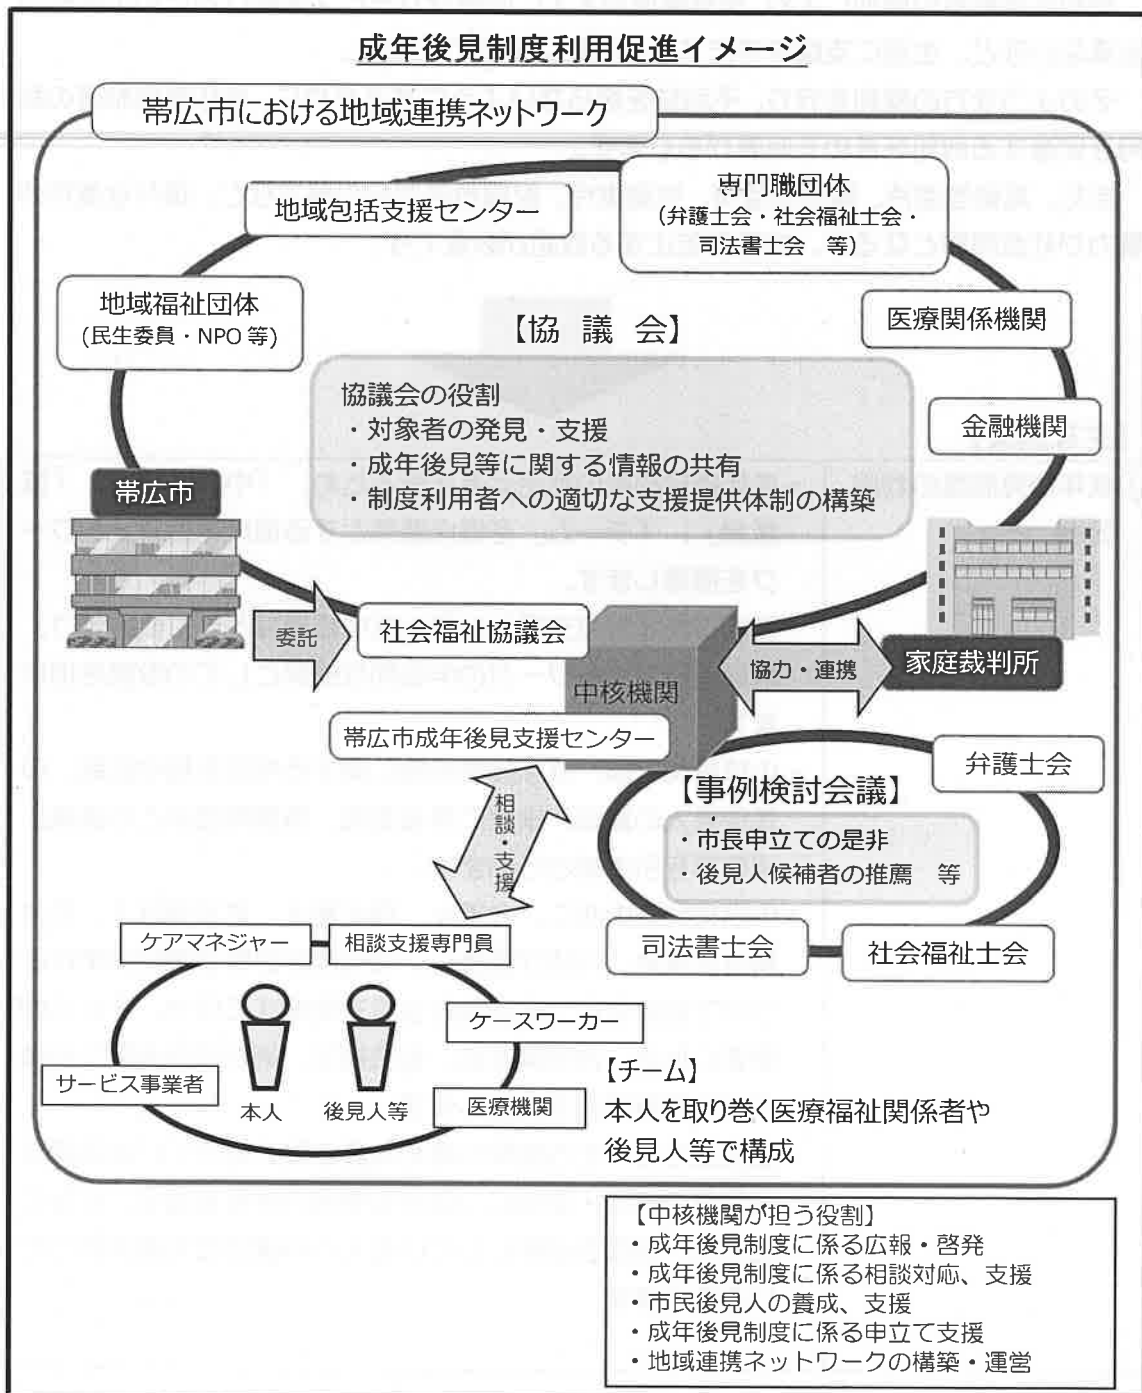 成年後見制度利用促進イメージ
帯広市における地域連携ネットワーク
地域包括支援センター
専門職団体
(弁護士会・社会福祉士会・
司法書士会 等)
地域福祉団体
(民生委員・NPO 等)
医療関係機関
【協 議 会】
協議会の役割
・対象者の発見・支援
・成年後見等に関する情報の共有
・制度利用者への適切な支援提供体制の構築
金融機関
帯広市
委託
社会福祉協議会
中核機関
協力・連携
家庭裁判所
帯広市成年後見支援センター
弁護士会
【事例検討会議】
・市長申立ての是非
・後見人候補者の推薦 等
相談・支援
司法書士会
社会福祉士会
ケアマネジャー
相談支援専門員
ケースワーカー
サービス事業者
本人
後見人等
医療機関
【チーム】
本人を取り巻く医療福祉関係者や
後見人等で構成
【中核機関が担う役割】
・成年後見制度に係る広報・啓発
・成年後見制度に係る相談対応、支援
・市民後見人の養成、支援
・成年後見制度に係る申立て支援
・地域連携ネットワークの構築・運営